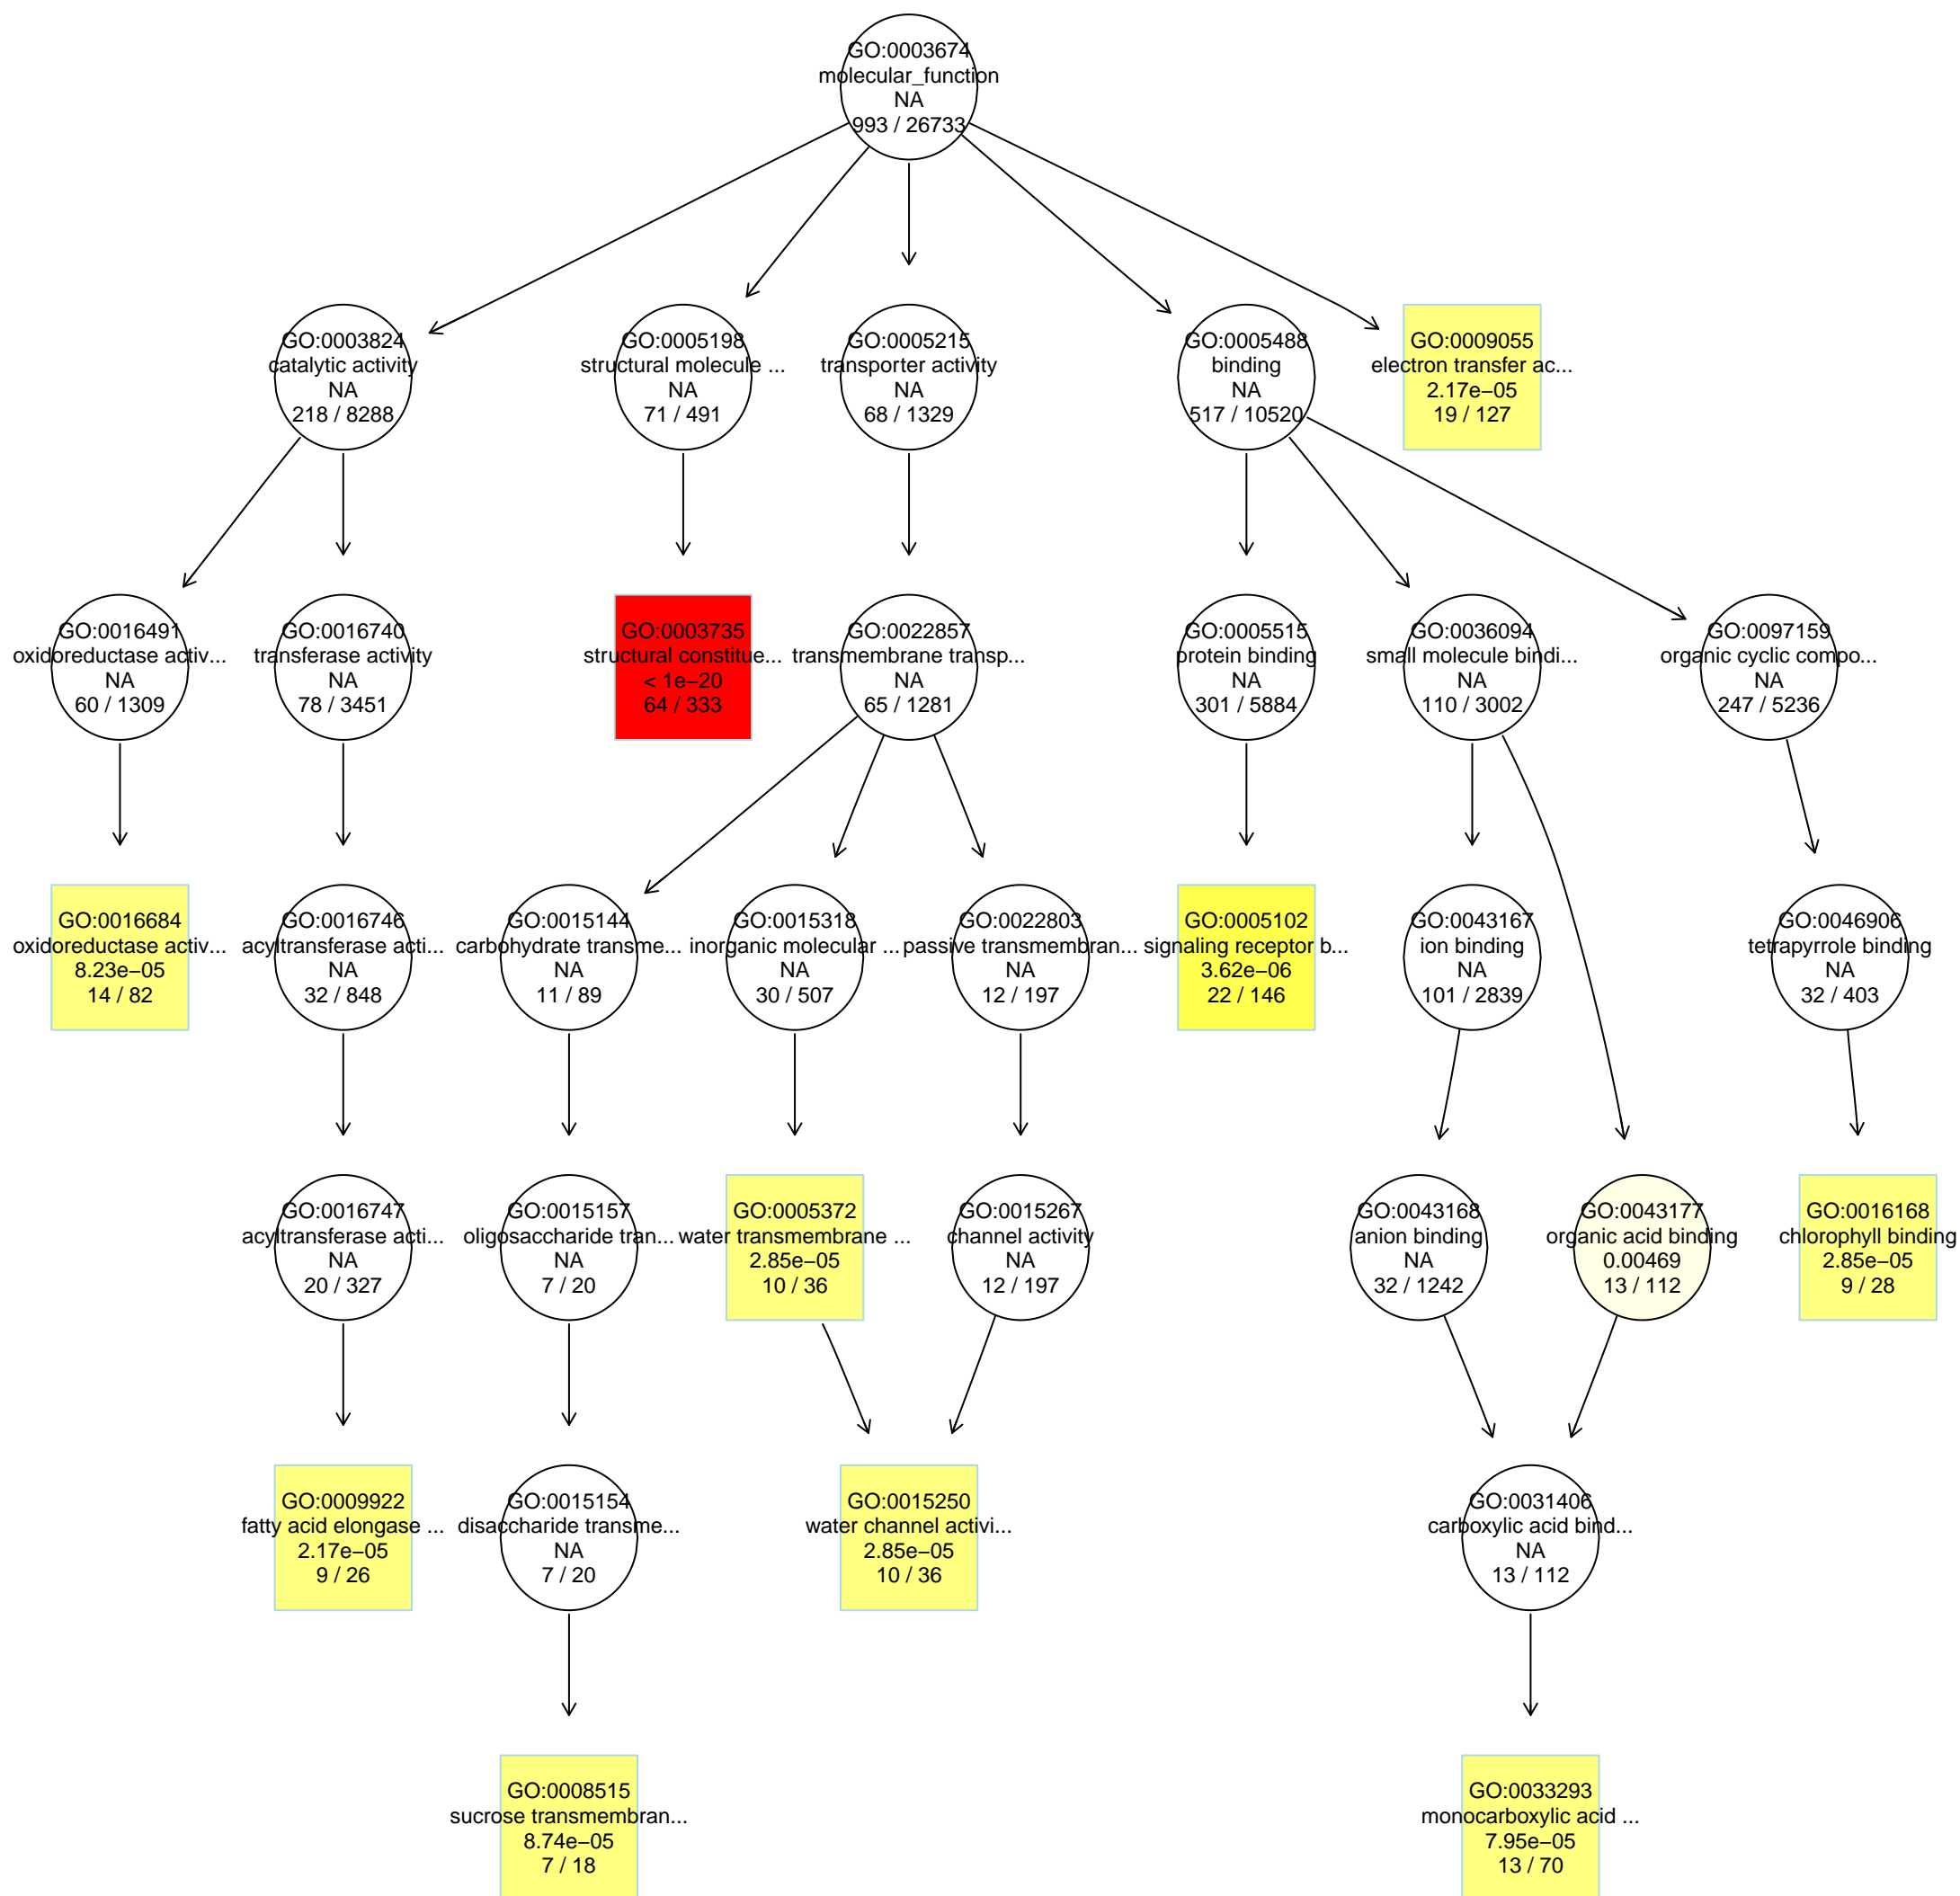 GO:0003674
molecular_function
NA
993 / 26733
GO:0003824
catalytic activity
NA
218 / 8288
GO:0005198
structural molecule ...
NA
71 / 491
GO:0005215
transporter activity
NA
68 / 1329
GO:0005488
binding
NA
517 / 10520
GO:0009055
electron transfer ac...
2.17e−05
19 / 127
GO:0016491
oxidoreductase activ...
NA
60 / 1309
GO:0016740
transferase activity
NA
78 / 3451
GO:0003735
structural constitue...
< 1e−20
64 / 333
GO:0022857
transmembrane transp...
NA
65 / 1281
GO:0005515
protein binding
NA
301 / 5884
GO:0036094
small molecule bindi...
NA
110 / 3002
GO:0097159
organic cyclic compo...
NA
247 / 5236
GO:0016684
oxidoreductase activ...
8.23e−05
14 / 82
GO:0016746
acyltransferase acti...
NA
32 / 848
GO:0015144
carbohydrate transme...
NA
11 / 89
GO:0015318
inorganic molecular ...
NA
30 / 507
GO:0022803
passive transmembran...
NA
12 / 197
GO:0005102
signaling receptor b...
3.62e−06
22 / 146
GO:0043167
ion binding
NA
101 / 2839
GO:0046906
tetrapyrrole binding
NA
32 / 403
GO:0016747
acyltransferase acti...
NA
20 / 327
GO:0015157
oligosaccharide tran...
NA
7 / 20
GO:0005372
water transmembrane ...
2.85e−05
10 / 36
GO:0015267
channel activity
NA
12 / 197
GO:0043168
anion binding
NA
32 / 1242
GO:0043177
organic acid binding
0.00469
13 / 112
GO:0016168
chlorophyll binding
2.85e−05
9 / 28
GO:0009922
fatty acid elongase ...
2.17e−05
9 / 26
GO:0015154
disaccharide transme...
NA
7 / 20
GO:0015250
water channel activi...
2.85e−05
10 / 36
GO:0031406
carboxylic acid bind...
NA
13 / 112
GO:0008515
sucrose transmembran...
8.74e−05
7 / 18
GO:0033293
monocarboxylic acid ...
7.95e−05
13 / 70